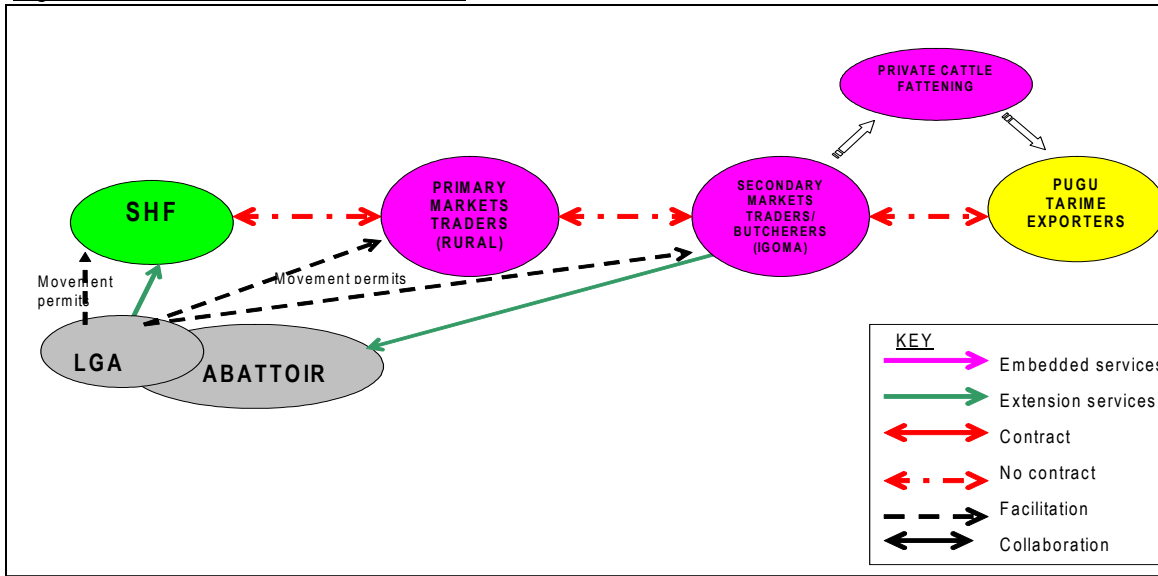 PRIVATE CATTLE
FATTENING
SHF
PRIMARY
MARKETS
TRADERS
(RURAL)
SECONDARY
MARKETS
TRADERS/
BUTCHERERS
(IGOMA)
PUGU
TARIME
EXPORTERS
Movement
permits
Movement permits
LGA
ABATTOIR
KEY
Embedded services
Extension services
Contract
No contract
Facilitation
Collaboration